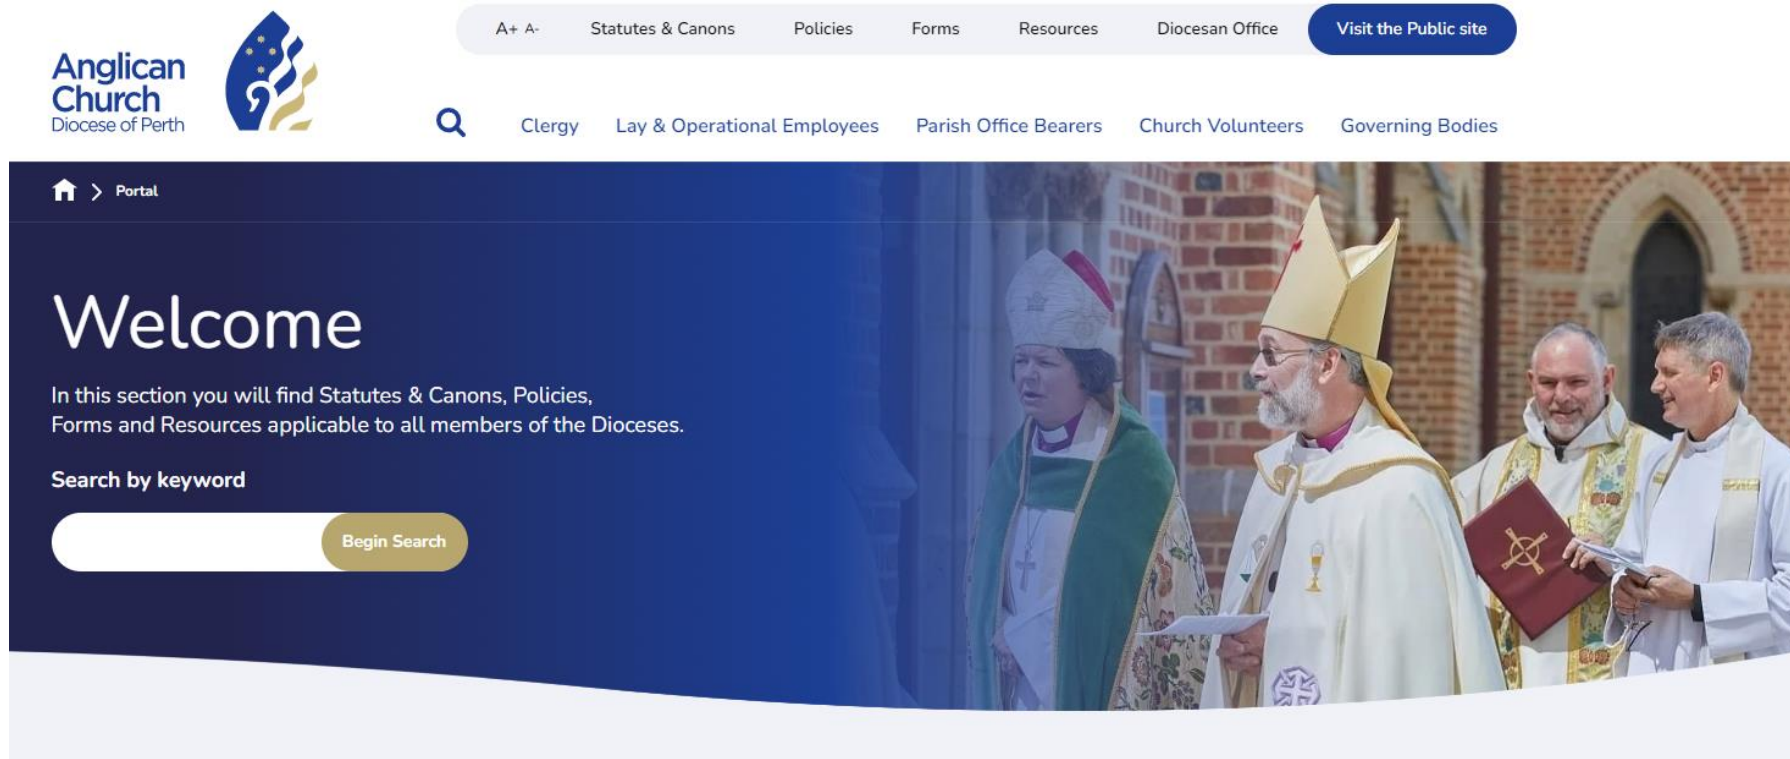 Anglican
Church
Diocese of Perth
A+ A- Statutes & Canons Policies Forms Resources Diocesan Office Visit the Public site
Clergy Lay & Operational Employees Parish Office Bearers Church Volunteers Governing Bodies
Portal
Welcome
In this section you will find Statutes & Canons, Policies,
Forms and Resources applicable to all members of the Dioceses.
Search by keyword
Begin Search